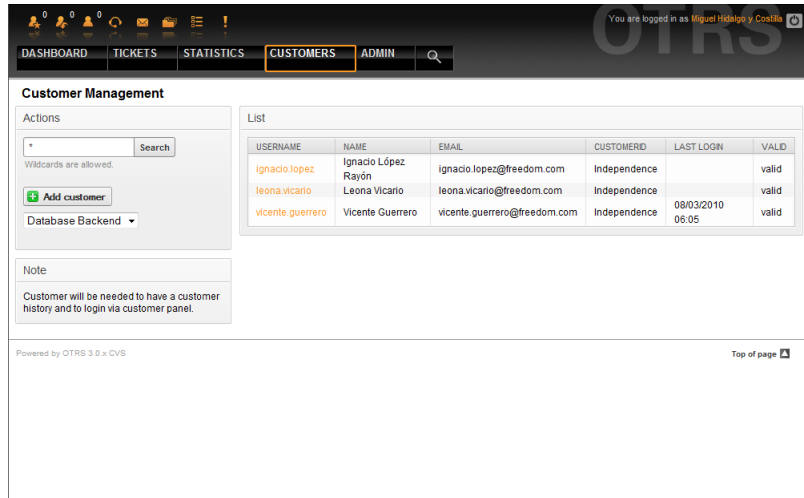 0 0 0
You are logged in as Miguel Hidalgo y Costilla
OTRS
DASHBOARD TICKETS STATISTICS CUSTOMERS ADMIN
Customer Management
Actions
* Search
Wildcards are allowed.
Add customer
Database Backend
Note
Customer will be needed to have a customer
history and to login via customer panel.
List
USERNAME NAME EMAIL CUSTOMERID LAST LOGIN VALID
ignacio.lopez Ignacio López Rayón ignacio.lopez@freedom.com Independence valid
leona.vicario Leona Vicario leona.vicario@freedom.com Independence valid
vicente.guerrero Vicente Guerrero vicente.guerrero@freedom.com Independence 08/03/2010 06:05 valid
Powered by OTRS 3.0.x CVS
Top of page